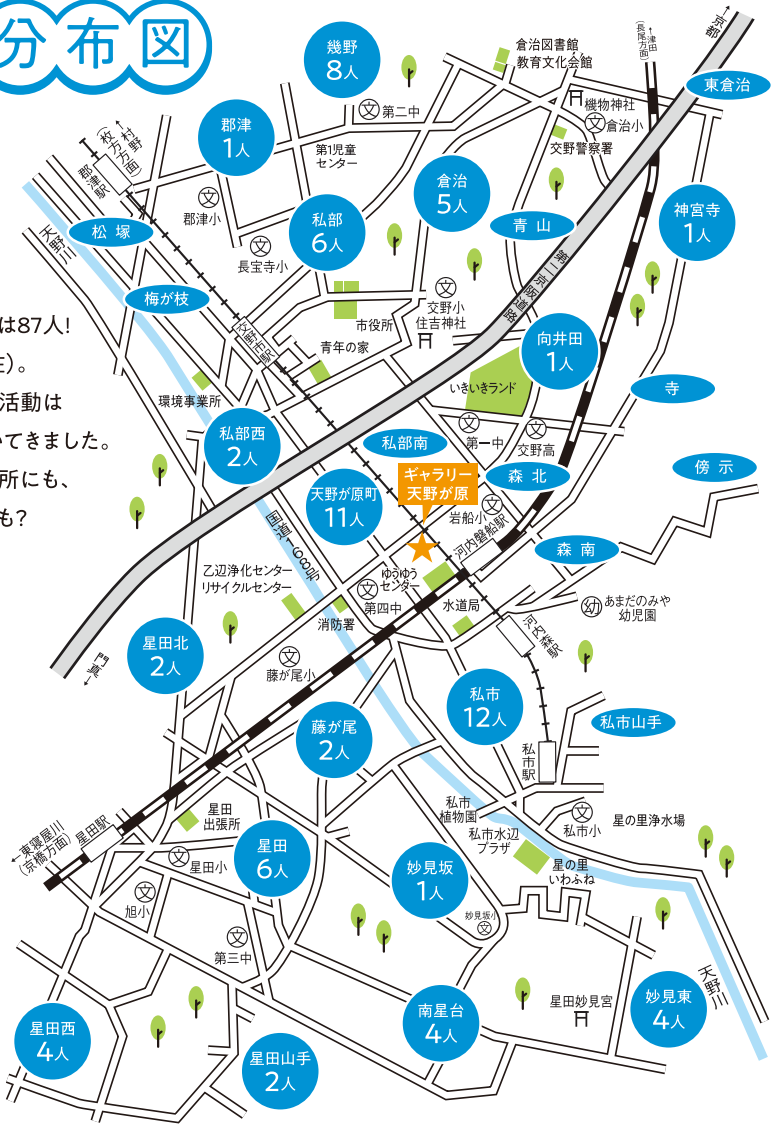 分布図
は87人!
在)。
活動は
いてきました。
所にも、
も?
幾野
8人
郡津
1人
倉治
5人
私部
6人
神宮寺
1人
向井田
1人
私部西
2人
天野が原町
11人
星田北
2人
私市
12人
藤が尾
2人
星田
6人
妙見坂
1人
南星台
4人
妙見東
4人
星田西
4人
星田山手
2人
東倉治
松塚
青山
梅が枝
寺
私部南
森北
傍示
森南
私市山手
ギャラリー
天野が原
倉治図書館
教育文化会館
←京都
←津田
(長尾方面)
文 第二中
機物神社
文 倉治小
交野警察署
第1児童
センター
村野→
(枚方方面)
郡津駅
文
郡津小
文
長宝寺小
天野川
第二京阪道路
文
交野小
住吉神社
市役所
交野市駅
青年の家
環境事業所
いきいきランド
文
第一中
文
交野高
岩船小 文
河内磐船駅
国道168号
ゆうゆう
センター
乙辺浄化センター
リサイクルセンター
文
第四中
水道局
消防署
幼 あまだのみや
幼児園
河内森駅
門真→
文
藤が尾小
私市駅
星田駅
←東寝屋川
(京橋方面)
星田
出張所
私市
植物園
文
私市小
星の里浄水場
私市水辺
プラザ
星の里
いわふね
文 星田小
文
旭小
文
第三中
妙見坂小
文
星田妙見宮
天野川